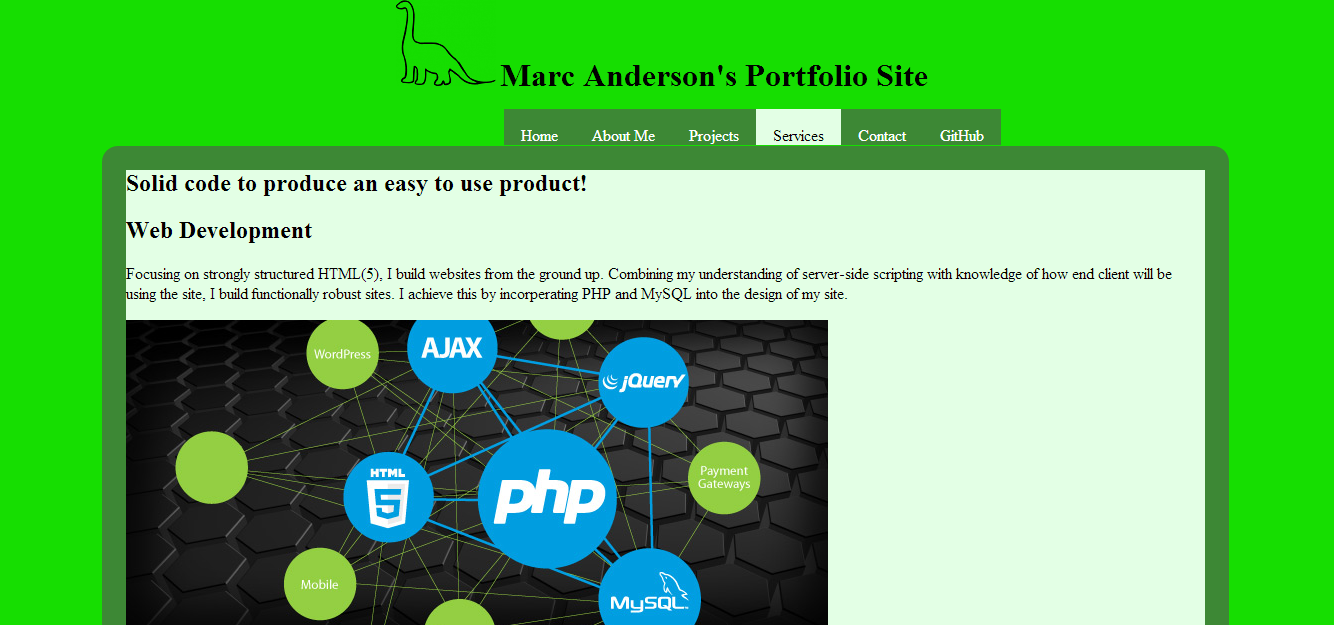 Marc Anderson's Portfolio Site
Home About Me Projects Services Contact GitHub
Solid code to produce an easy to use product!
Web Development
Focusing on strongly structured HTML(5), I build websites from the ground up. Combining my understanding of server-side scripting with knowledge of how end client will be
using the site, I build functionally robust sites. I achieve this by incorperating PHP and MySQL into the design of my site.
WordPress
AJAX
jQuery
HTML
5
php
Payment
Gateways
Mobile
MySQL